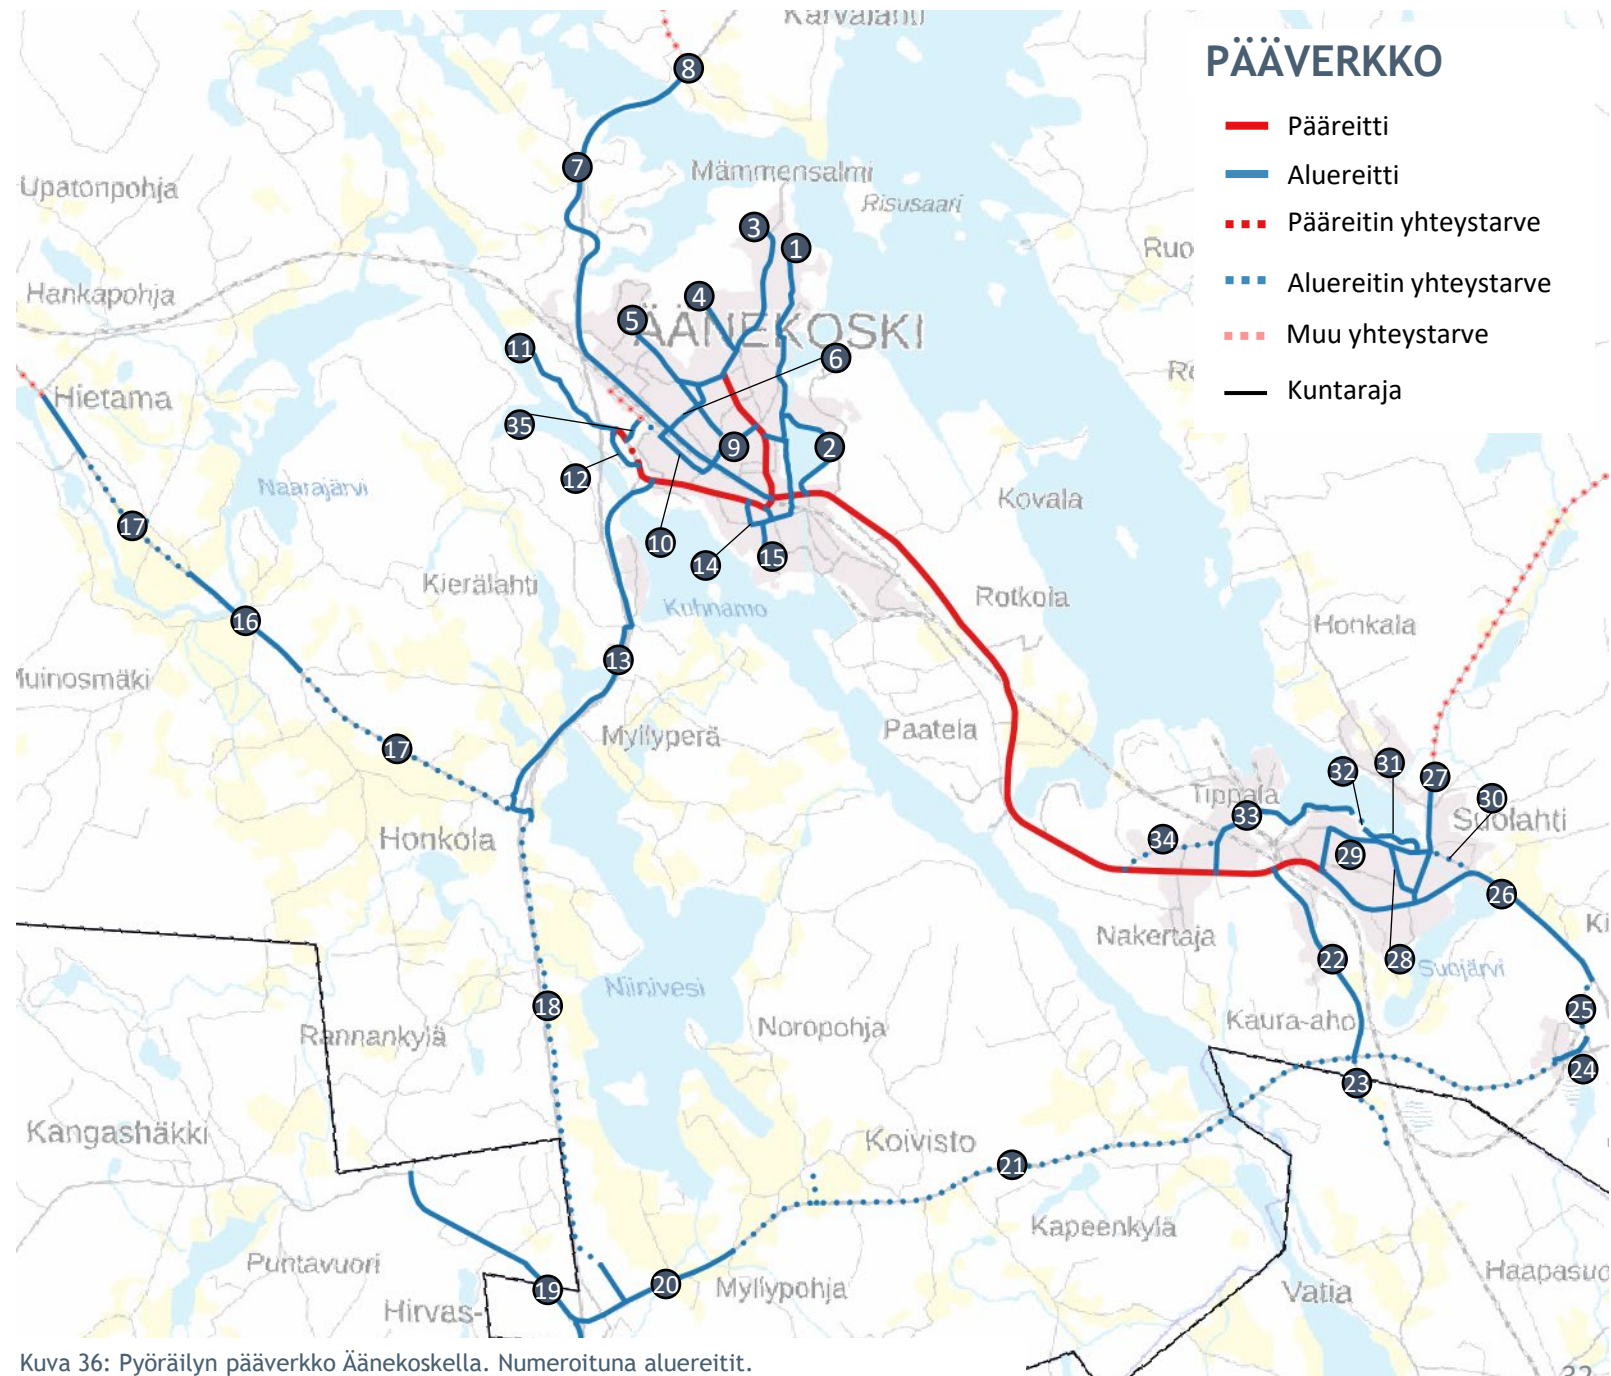 Karvalahti
PÄÄVERKKO
Pääreitti
Aluereitti
Pääreitin yhteystarve
Aluereitin yhteystarve
Muu yhteystarve
Kuntaraja
8
7
Mämmensalmi
Upatonpohja
Risusaari
3
1
Hankapohja
4
5
ÄÄNEKOSKI
6
11
Hietama
35
9
2
12
Naarajärvi
Kovala
17
10
14
15
Kierälahti
Kuhnamo
Rotkola
16
Honkala
13
Muinosmäki
Myllyperä
Paatela
17
32
31
27
30
Tippala
33
Suolahti
Honkola
34
29
26
Nakertaja
22
28
Suojärvi
Niinivesi
18
25
Noropohja
Kaura-aho
Rannankylä
24
23
Kangashäkki
Koivisto
21
Kapeenkylä
Puntavuori
Haapasuo
19
20
Myllypohja
Vatia
Hirvas-
Kuva 36: Pyöräilyn pääverkko Äänekoskella. Numeroituna aluereitit.